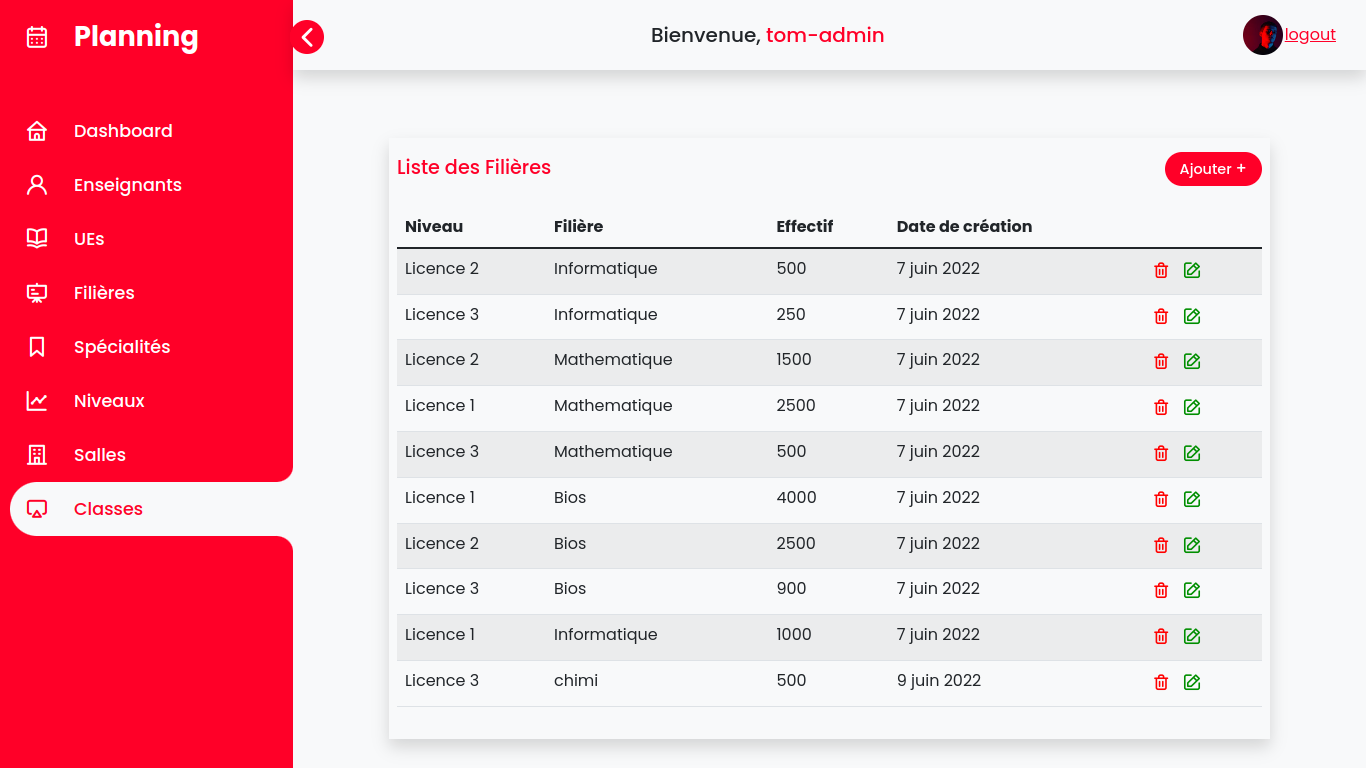 Planning
Dashboard
Enseignants
UEs
Filières
Spécialités
Niveaux
Salles
Classes
Bienvenue, tom-admin
logout
Liste des Filières
Ajouter +
Niveau Filière Effectif Date de création
Licence 2 Informatique 500 7 juin 2022
Licence 3 Informatique 250 7 juin 2022
Licence 2 Mathematique 1500 7 juin 2022
Licence 1 Mathematique 2500 7 juin 2022
Licence 3 Mathematique 500 7 juin 2022
Licence 1 Bios 4000 7 juin 2022
Licence 2 Bios 2500 7 juin 2022
Licence 3 Bios 900 7 juin 2022
Licence 1 Informatique 1000 7 juin 2022
Licence 3 chimi 500 9 juin 2022